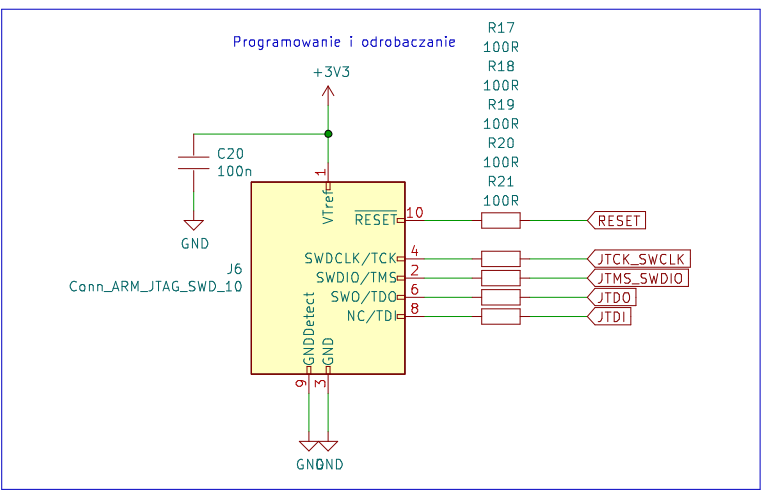 Programowanie i odrobaczanie
R17
100R
R18
100R
R19
100R
R20
100R
R21
100R
+3V3
C20
100n
GND
1
VTref
RESET
10
RESET
J6
Conn_ARM_JTAG_SWD_10
SWDCLK/TCK
4
JTCK_SWCLK
SWDIO/TMS
2
JTMS_SWDIO
SWO/TDO
6
JTDO
NC/TDI
8
JTDI
GNDDetect
GND
9
3
GND
GND